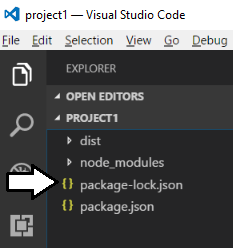 project1 — Visual Studio Code
File Edit Selection View Go Debug
EXPLORER
OPEN EDITORS
PROJECT1
dist
node_modules
{} package-lock.json
{} package.json